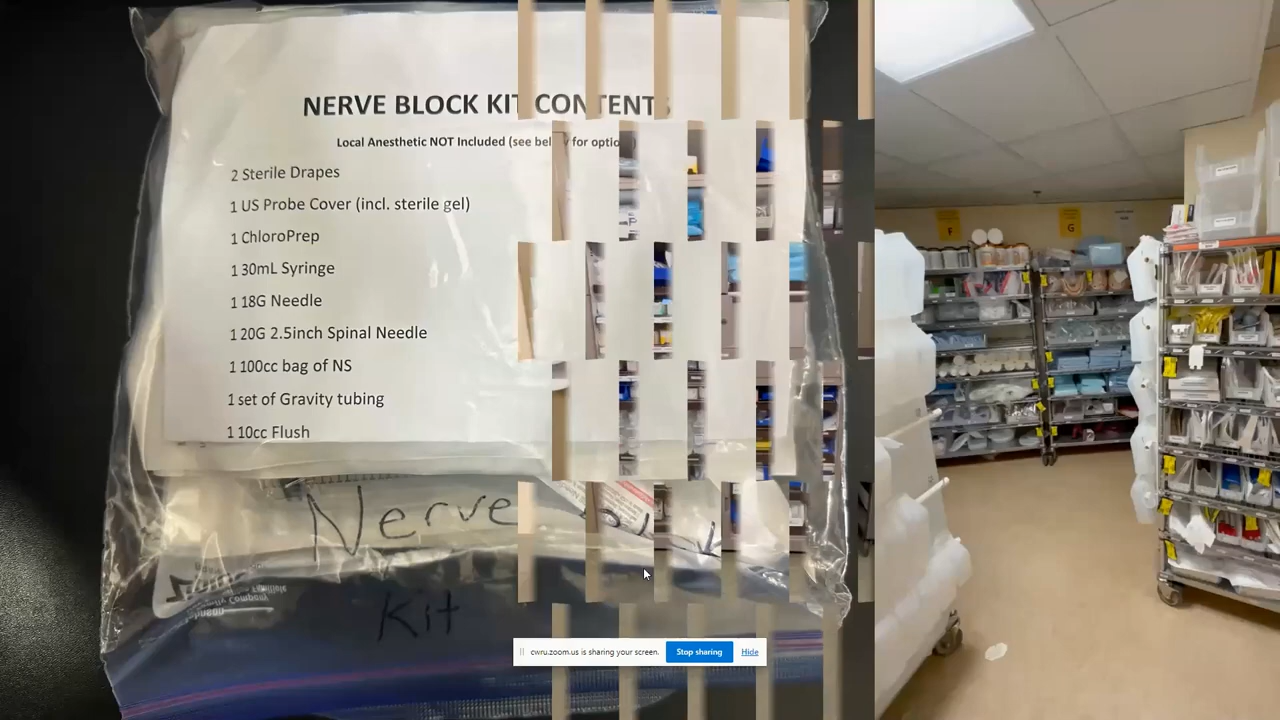 NERVE BLOCK KIT CONTENTS
Local Anesthetic NOT Included (see below for
2 Sterile Drapes
1 US Probe Cover (incl. sterile gel)
1 ChloroPrep
1 30mL Syringe
1 18G Needle
1 20G 2.5inch Spinal Needle
1 100cc bag of NS
1 set of Gravity tubing
1 10cc Flush
Nerve Block
Kit
cwru.zoom.us is sharing your screen.
Stop sharing
Hide
F
G